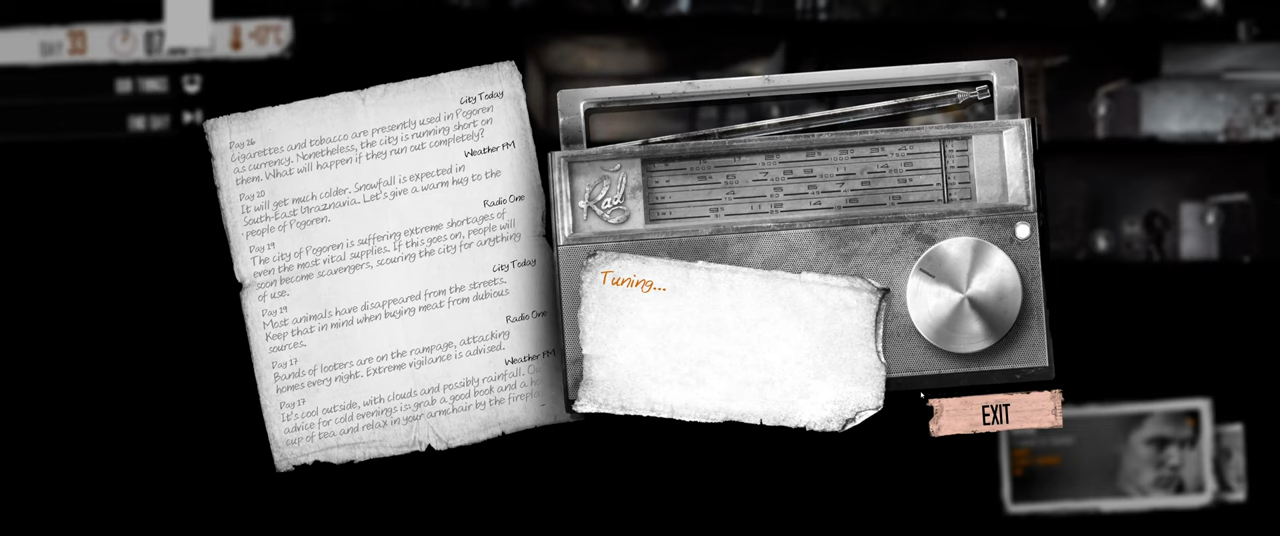 DAY 33
City Today
Day 26
Cigarettes and tobacco are presently used in Pogoren
as currency. Nonetheless, the city is running short on
them. What will happen if they run out completely?
Weather FM
Day 20
It will get much colder. Snowfall is expected in
South-East Graznavia. Let's give a warm hug to the
people of Pogoren.
Radio One
Day 19
The city of Pogoren is suffering extreme shortages of
even the most vital supplies. If this goes on, people will
soon become scavengers, scouring the city for anything
of use.
City Today
Day 19
Most animals have disappeared from the streets.
Keep that in mind when buying meat from dubious
sources.
Radio One
Day 17
Bands of looters are on the rampage, attacking
homes every night. Extreme vigilance is advised.
Weather FM
Day 17
It's cool outside, with clouds and possibly rainfall.
advice for cold evenings is: grab a good book and a
cup of tea and relax in your armchair by the
Rad
Tuning...
EXIT